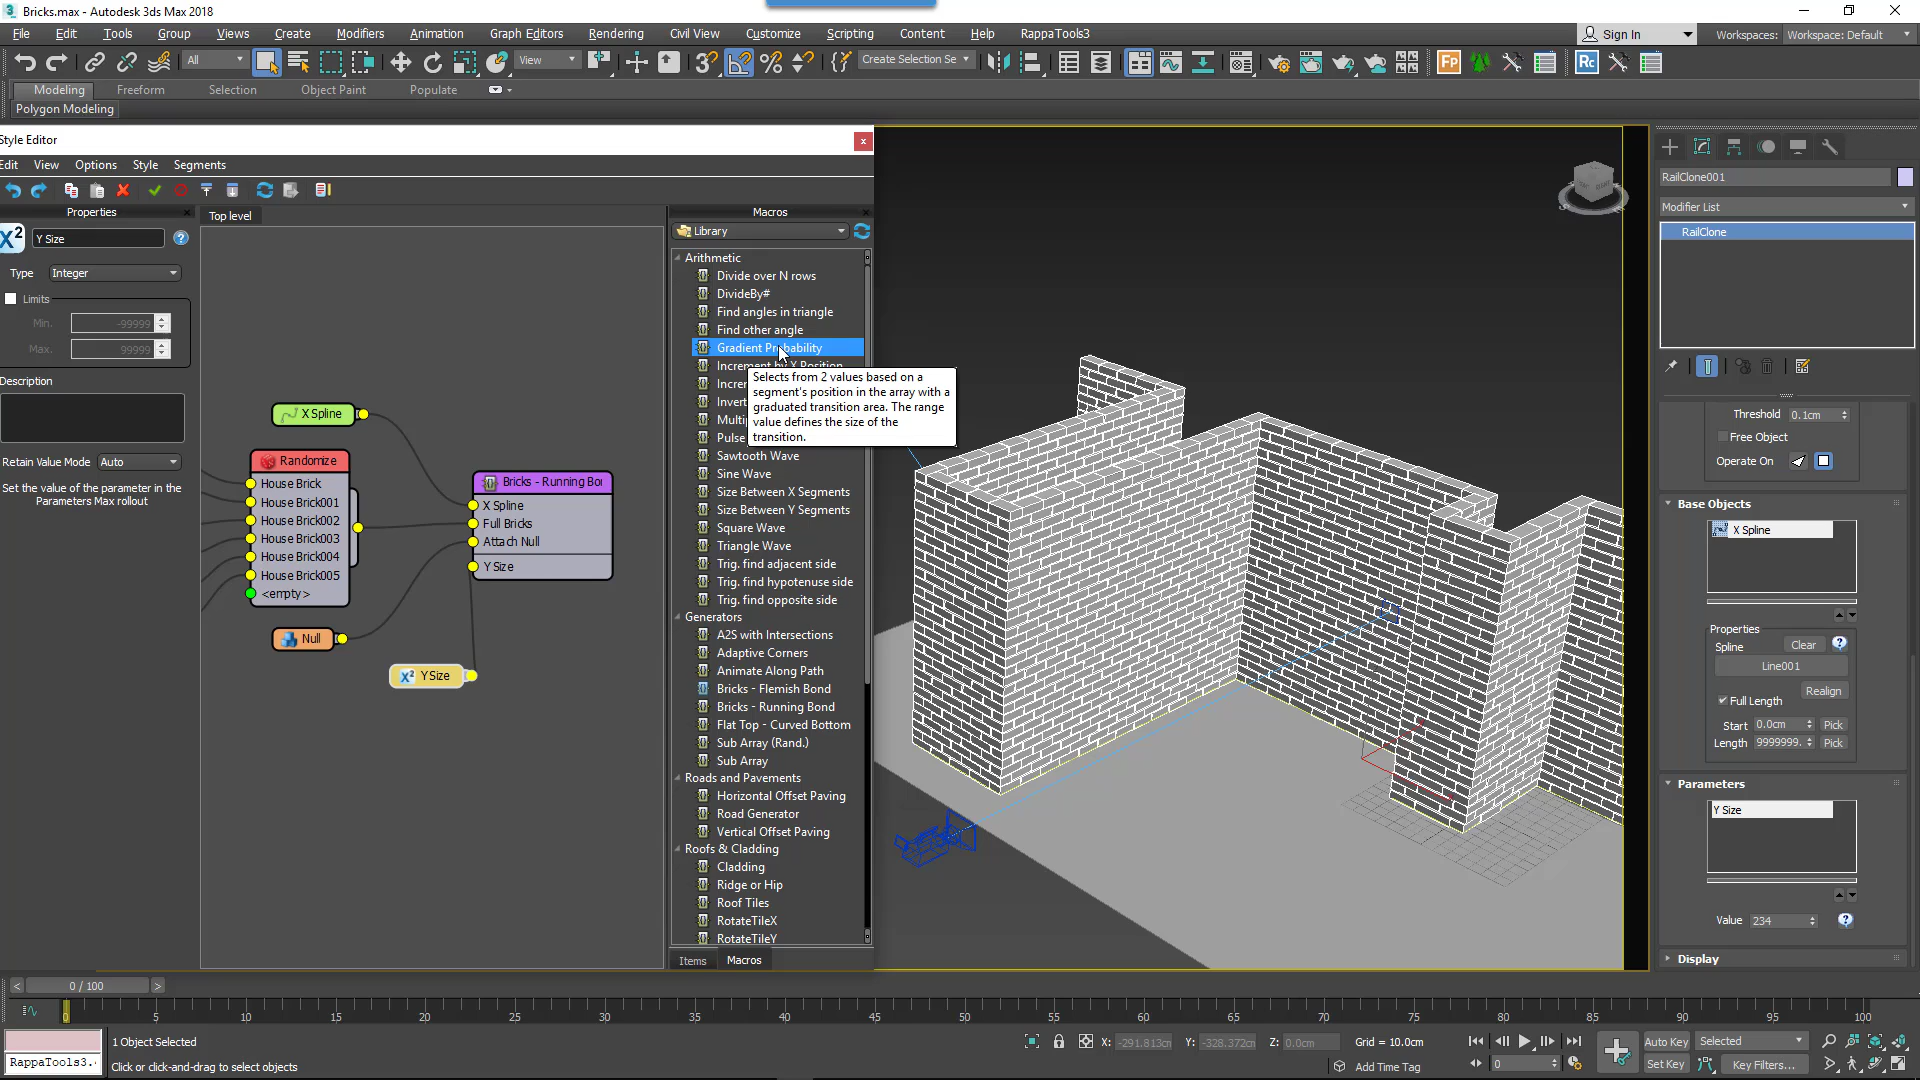 Bricks.max - Autodesk 3ds Max 2018
File Edit Tools Group Views Create Modifiers Animation Graph Editors Rendering Civil View Customize Scripting Content Help RappaTools3
Sign In Workspaces: Workspace: Default
All View Create Selection Se
Modeling Freeform Selection Object Paint Populate
Polygon Modeling
Style Editor
Edit View Options Style Segments
Properties
Y Size
Type Integer
Limits
Min. -99999
Max. 99999
Description
Retain Value Mode Auto
Set the value of the parameter in the
Parameters Max rollout
Top level
X Spline
Randomize
House Brick
House Brick001
House Brick002
House Brick003
House Brick004
House Brick005
<empty>
Null
Y Size
Bricks - Running Bo
X Spline
Full Bricks
Attach Null
Y Size
Macros
Library
Arithmetic
Divide over N rows
DivideBy#
Find angles in triangle
Find other angle
Gradient Probability
Increment by X Position
Incre
Invert
Multip
Pulse
Selects from 2 values based on a
segment's position in the array with a
graduated transition area. The range
value defines the size of the
transition.
Sawtooth Wave
Sine Wave
Size Between X Segments
Size Between Y Segments
Square Wave
Triangle Wave
Trig. find adjacent side
Trig. find hypotenuse side
Trig. find opposite side
Generators
A2S with Intersections
Adaptive Corners
Animate Along Path
Bricks - Flemish Bond
Bricks - Running Bond
Flat Top - Curved Bottom
Sub Array (Rand.)
Sub Array
Roads and Pavements
Horizontal Offset Paving
Road Generator
Vertical Offset Paving
Roofs & Cladding
Cladding
Ridge or Hip
Roof Tiles
RotateTileX
RotateTileY
Items Macros
RailClone001
Modifier List
RailClone
Threshold 0.1cm
Free Object
Operate On
Base Objects
X Spline
Properties
Spline Clear
Line001
Realign
Full Length
Start 0.0cm Pick
Length 9999999. Pick
Parameters
Y Size
Value 234
Display
0 / 100
0 5 10 15 20 25 30 35 40 45 50 55 60 65 70 75 80 85 90 95 100
1 Object Selected
X: -291.813cm Y: -328.372cm Z: 0.0cm Grid = 10.0cm
Auto Key Selected
RappaTools3.
Click or click-and-drag to select objects
Add Time Tag
0
Set Key Key Filters...